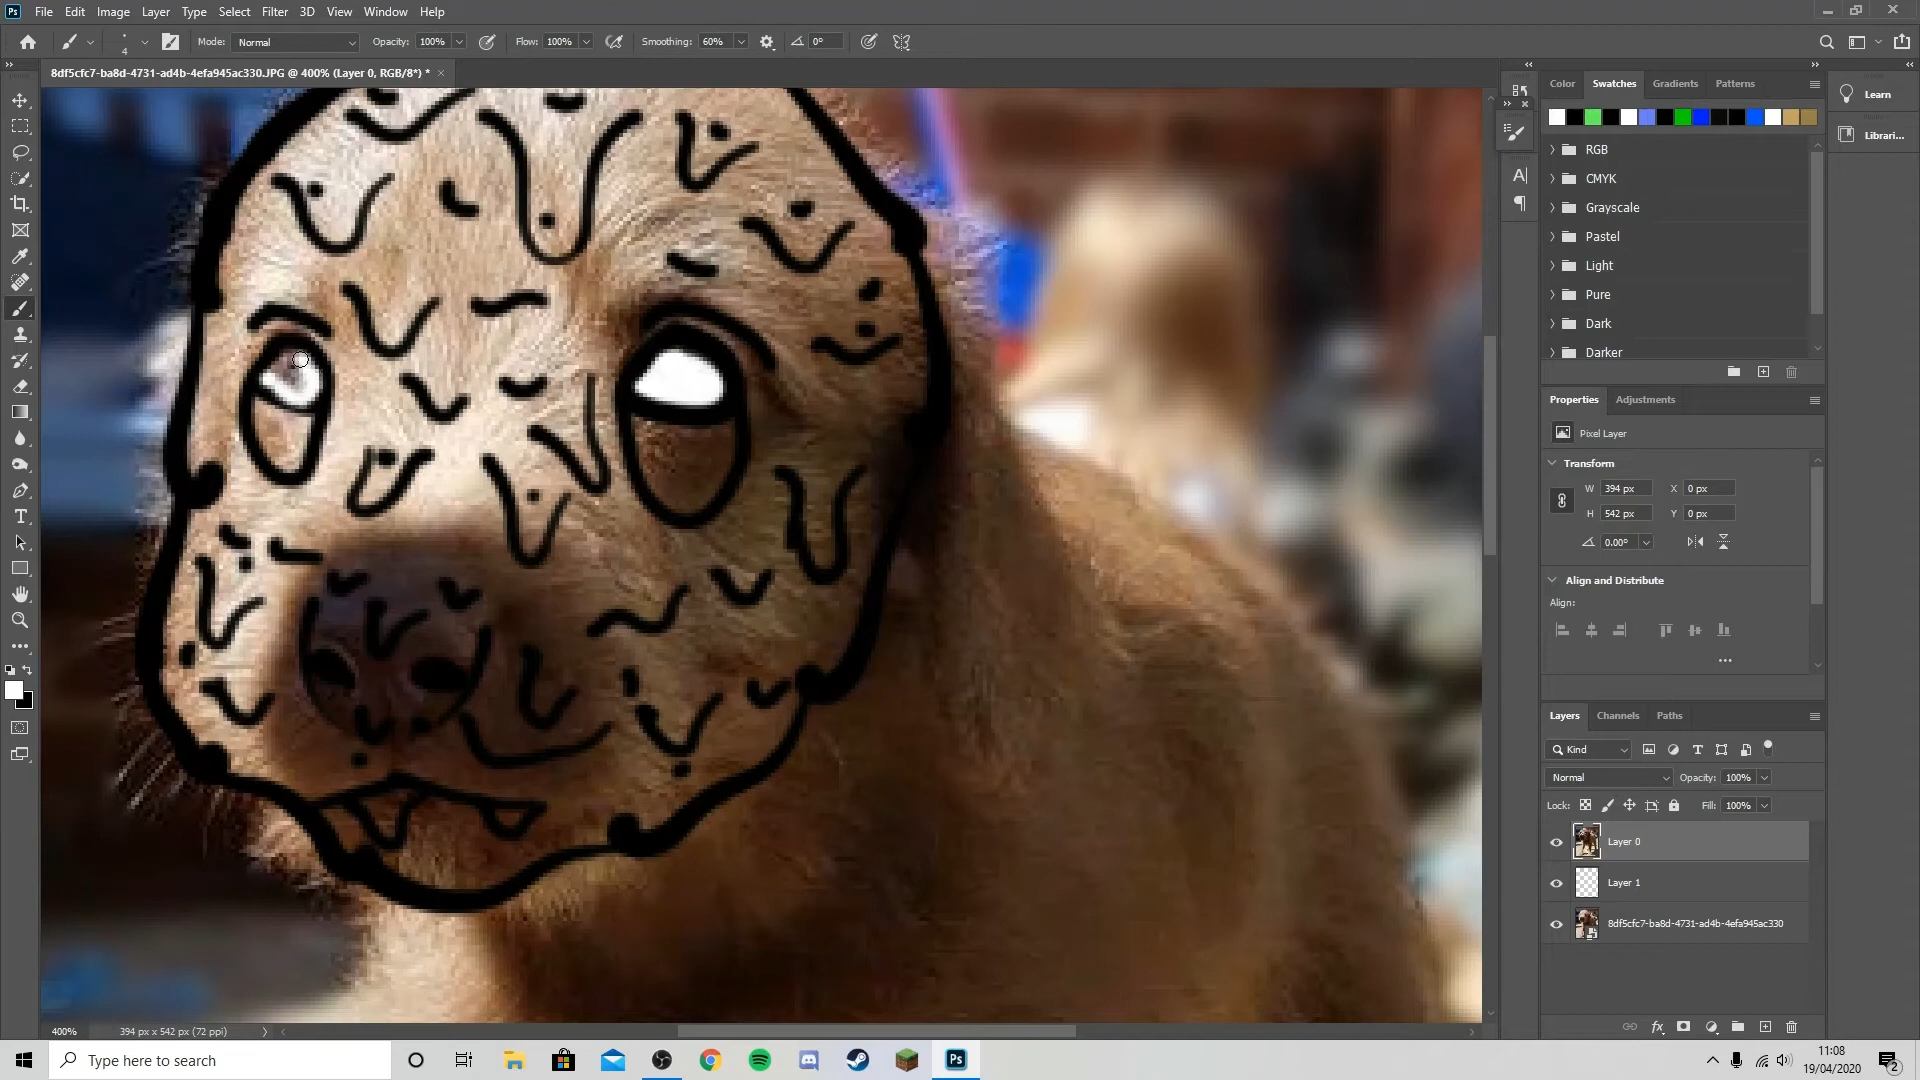 Ps File Edit Image Layer Type Select Filter 3D View Window Help
4 Mode: Normal Opacity: 100% Flow: 100% Smoothing: 60% 0°
8df5cfc7-ba8d-4731-ad4b-4efa945ac330.JPG @ 400% (Layer 0, RGB/8*) * ×
Color Swatches Gradients Patterns
Learn
Librari...
RGB
CMYK
Grayscale
Pastel
Light
Pure
Dark
Darker
Properties Adjustments
Pixel Layer
Transform
W 394 px X 0 px
H 542 px Y 0 px
0.00°
Align and Distribute
Align:
Layers Channels Paths
Kind
Normal Opacity: 100%
Lock: Fill: 100%
Layer 0
Layer 1
8df5cfc7-ba8d-4731-ad4b-4efa945ac330
fx
400% 394 px x 542 px (72 ppi)
Type here to search
Ps
11:08
19/04/2020
2